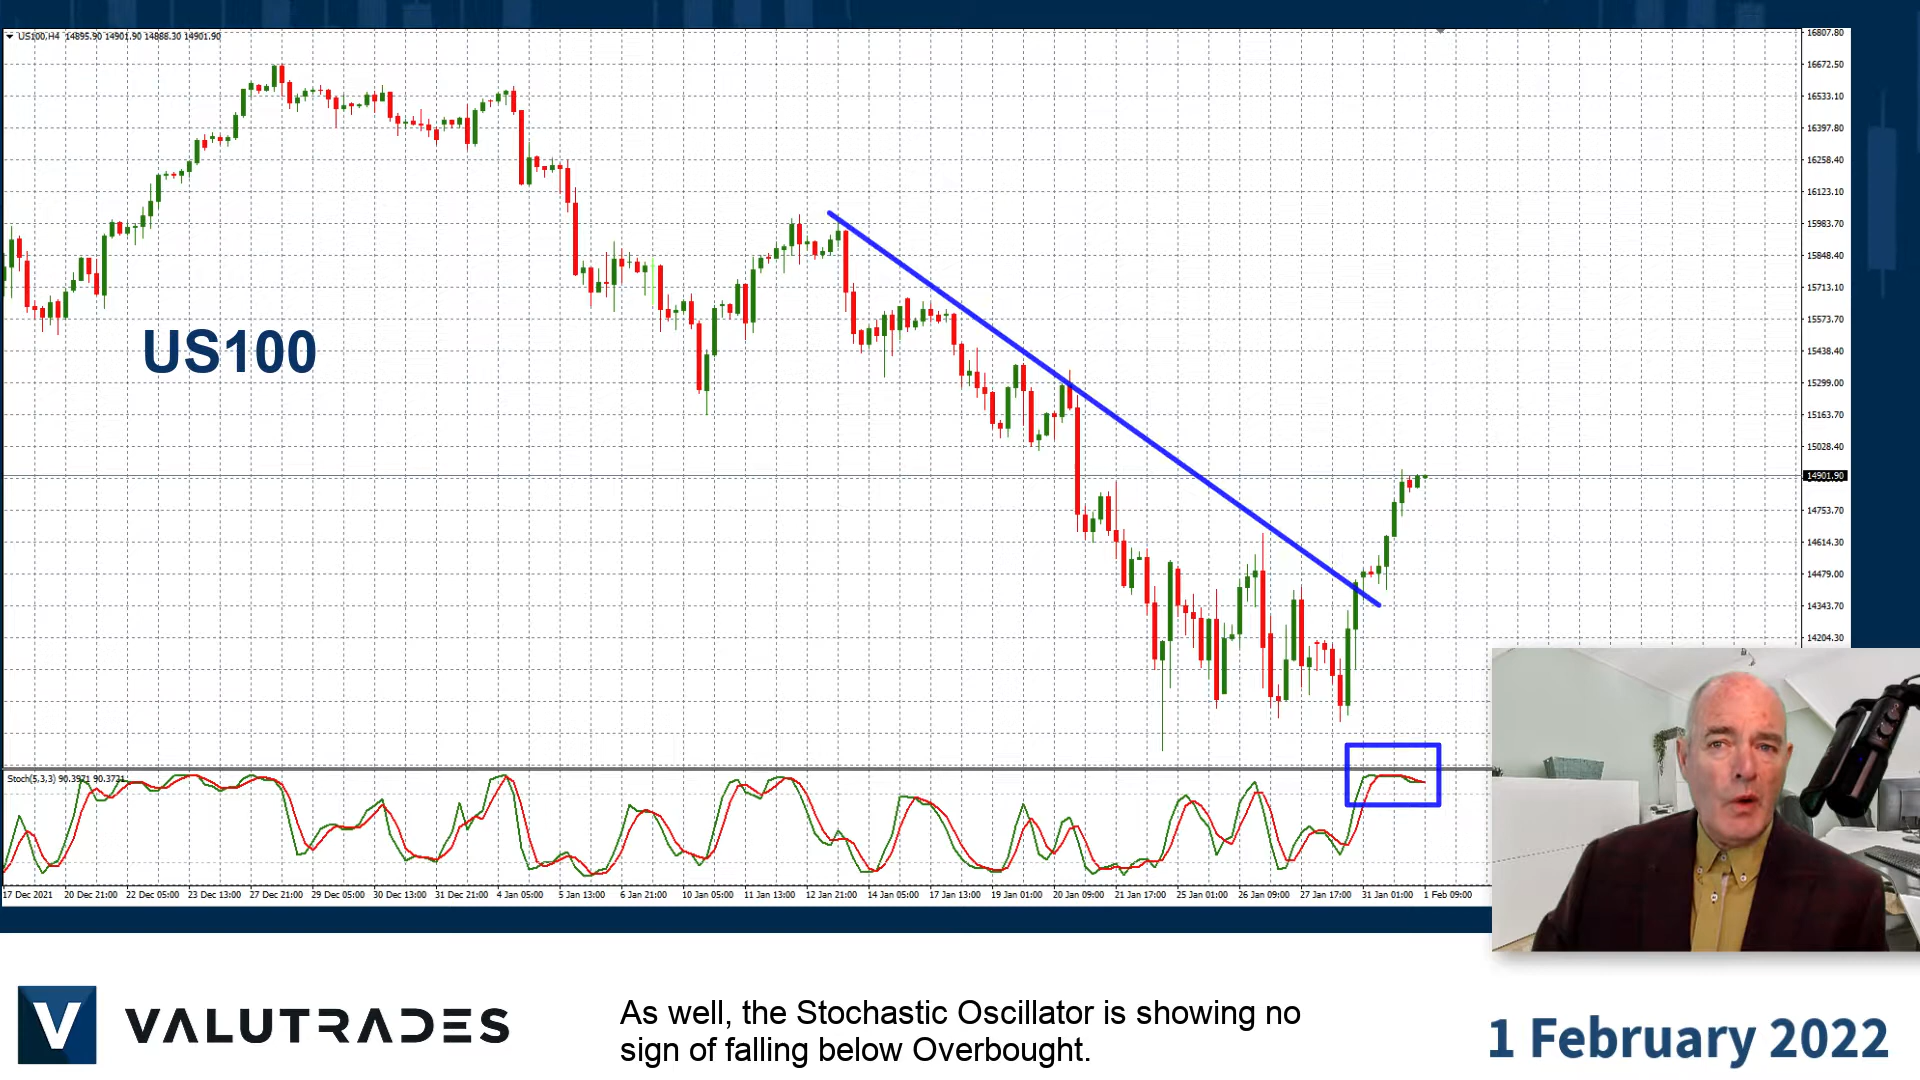 US100,H4 14895.90 14901.90 14888.30 14901.90
16807.80
16672.50
16533.10
16397.80
16258.40
16123.10
15983.70
15848.40
15713.10
15573.70
15438.40
15299.00
15163.70
15028.40
14901.90
14753.70
14614.30
14479.00
14343.70
14204.30
US100
Stoch(5,3,3) 90.3971 90.3721
17 Dec 2021 20 Dec 21:00 22 Dec 05:00 23 Dec 13:00 27 Dec 21:00 29 Dec 05:00 30 Dec 13:00 31 Dec 21:00 4 Jan 05:00 5 Jan 13:00 6 Jan 21:00 10 Jan 05:00 11 Jan 13:00 12 Jan 21:00 14 Jan 05:00 17 Jan 13:00 19 Jan 01:00 20 Jan 09:00 21 Jan 17:00 25 Jan 01:00 26 Jan 09:00 27 Jan 17:00 31 Jan 01:00 1 Feb 09:00
V VALUTRADES
As well, the Stochastic Oscillator is showing no
sign of falling below Overbought.
1 February 2022